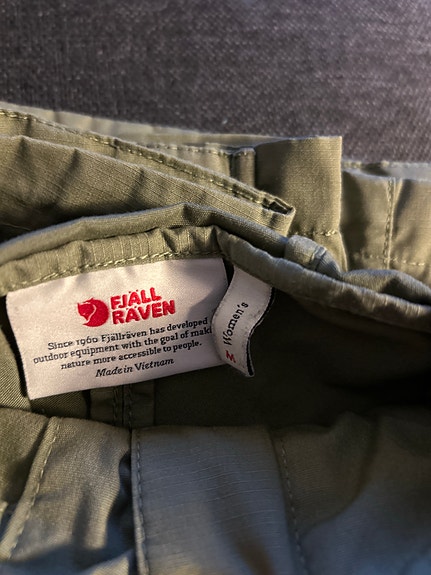 FJÄLL
RÄVEN
Since 1960 Fjällräven has developed
outdoor equipment with the goal of
nature more accessible to people.
Made in Vietnam
Women's
M